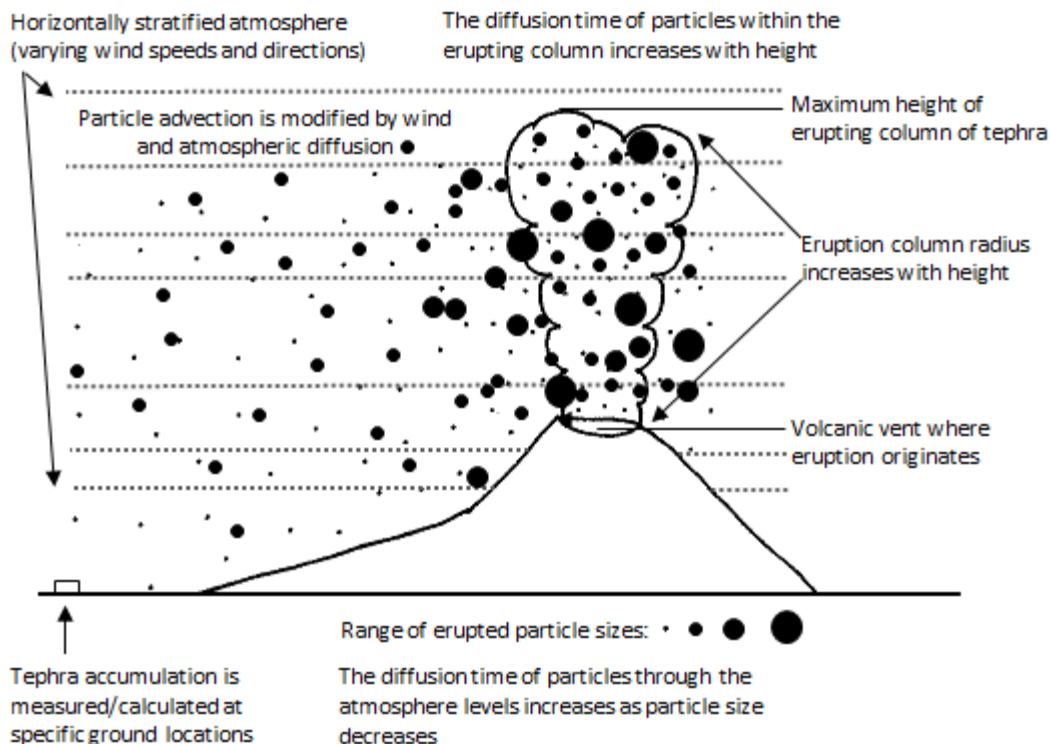 Horizontally stratified atmosphere
(varying wind speeds and directions)
The diffusion time of particles within the
erupting column increases with height
Particle advection is modified by wind
and atmospheric diffusion
Maximum height of
erupting column of tephra
Eruption column radius
increases with height
Volcanic vent where
eruption originates
Range of erupted particle sizes:
Tephra accumulation is
measured/calculated at
specific ground locations
The diffusion time of particles through the
atmosphere levels increases as particle size
decreases